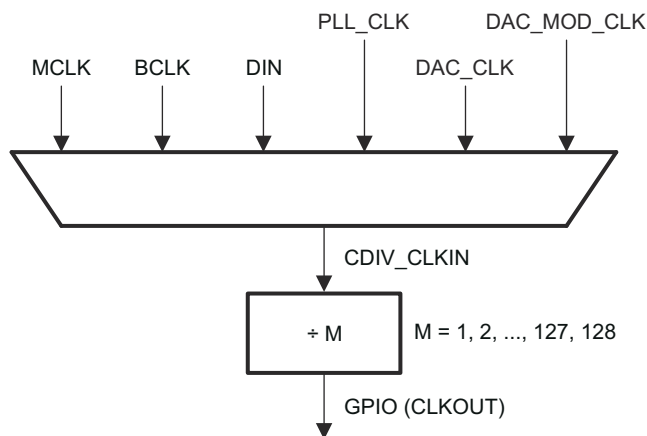 PLL_CLK DAC_MOD_CLK
MCLK BCLK DIN DAC_CLK
CDIV_CLKIN
÷ M M = 1, 2, ..., 127, 128
GPIO (CLKOUT)